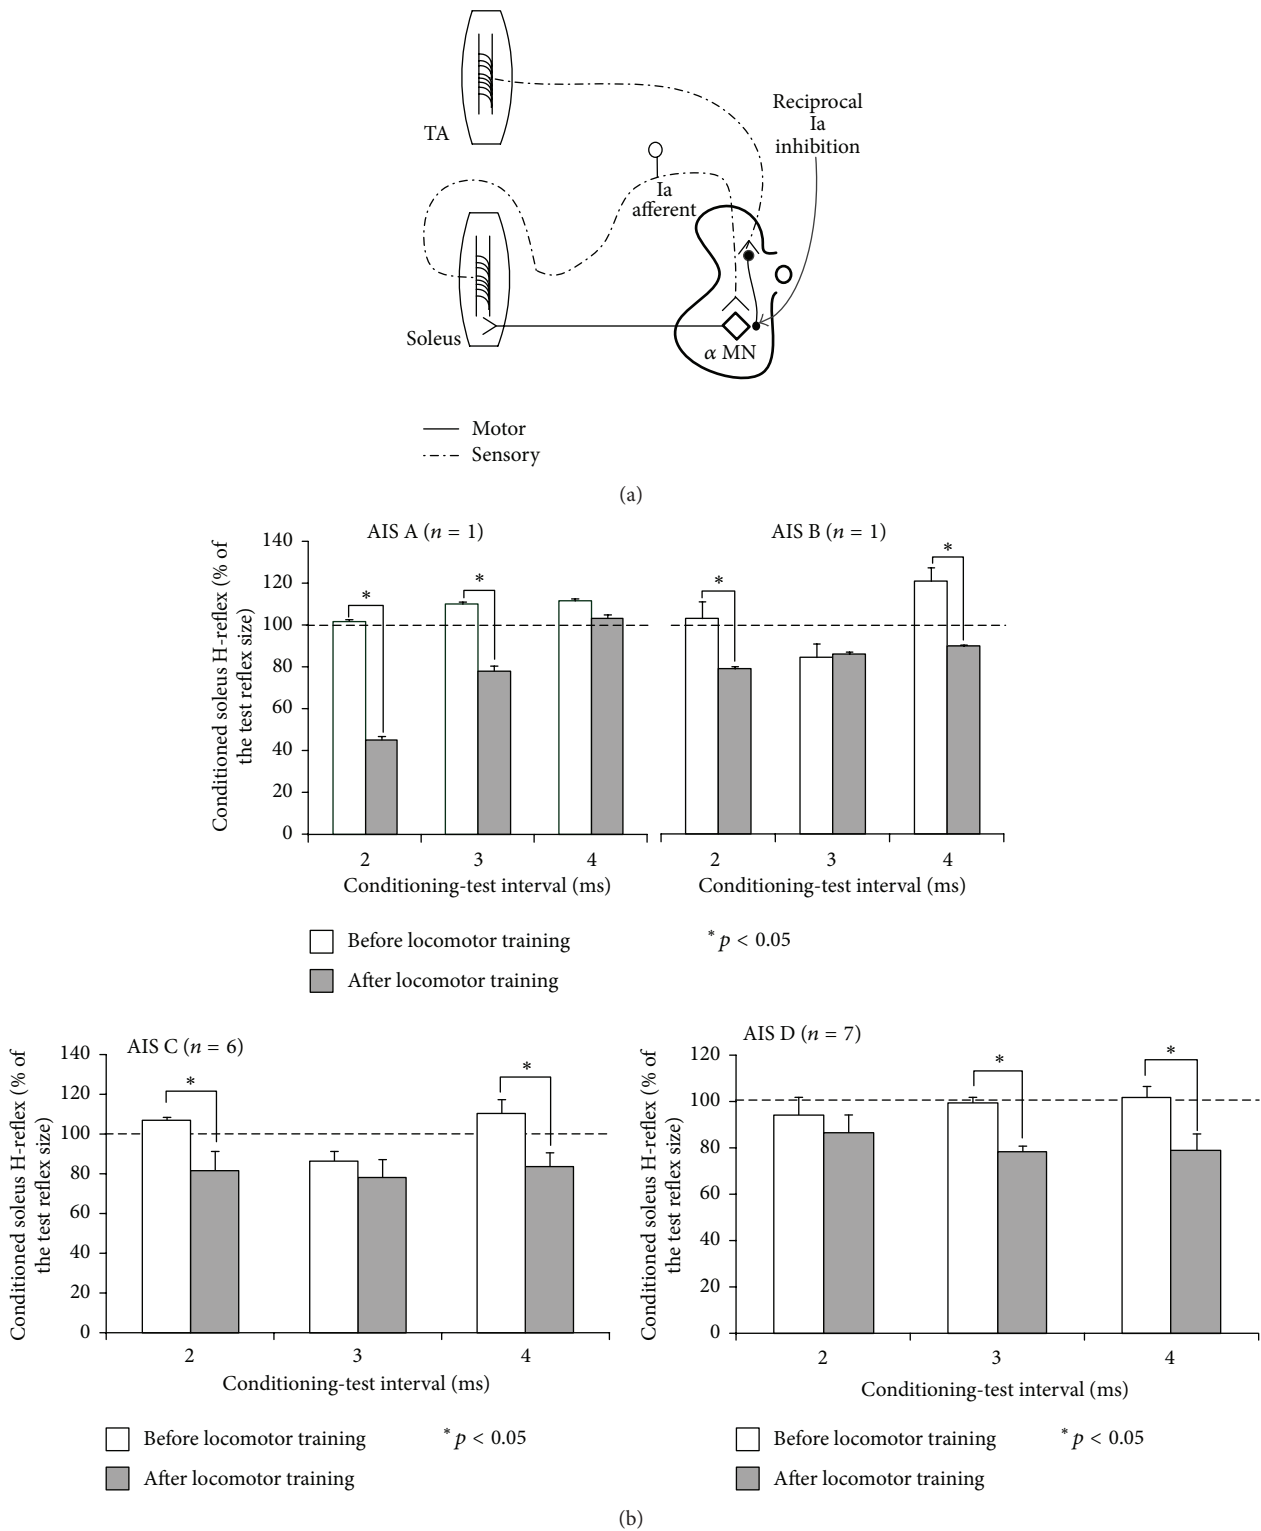 TA
Reciprocal
Ia
inhibition
Ia
afferent
Soleus
α MN
Motor
Sensory
(a)
AIS A (n = 1)
AIS B (n = 1)
Conditioned soleus H-reflex (% of
the test reflex size)
140
120
100
80
60
40
20
0
*
*
*
*
2
3
4
2
3
4
Conditioning-test interval (ms)
Conditioning-test interval (ms)
Before locomotor training
* p < 0.05
After locomotor training
AIS C (n = 6)
Conditioned soleus H-reflex (% of
the test reflex size)
140
120
100
80
60
40
20
0
*
*
2
3
4
Conditioning-test interval (ms)
Before locomotor training
* p < 0.05
After locomotor training
AIS D (n = 7)
Conditioned soleus H-reflex (% of
the test reflex size)
120
100
80
60
40
20
0
*
*
2
3
4
Conditioning-test interval (ms)
Before locomotor training
* p < 0.05
After locomotor training
(b)